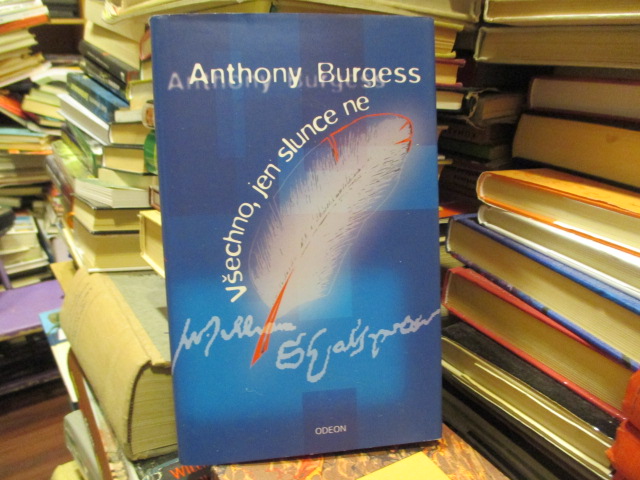 Anthony Burgess
všechno, jen slunce ne
ODEON